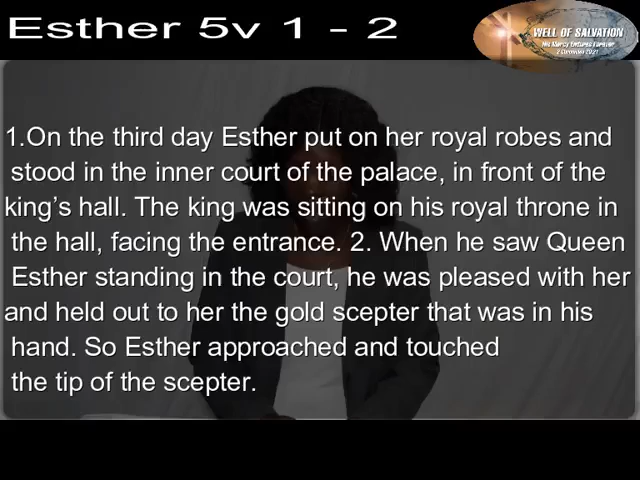 Esther 5v 1 - 2
WELL OF SALVATION
His Mercy Endures Forever
1.On the third day Esther put on her royal robes and
stood in the inner court of the palace, in front of the
king's hall. The king was sitting on his royal throne in
the hall, facing the entrance. 2. When he saw Queen
Esther standing in the court, he was pleased with her
and held out to her the gold scepter that was in his
hand. So Esther approached and touched
the tip of the scepter.